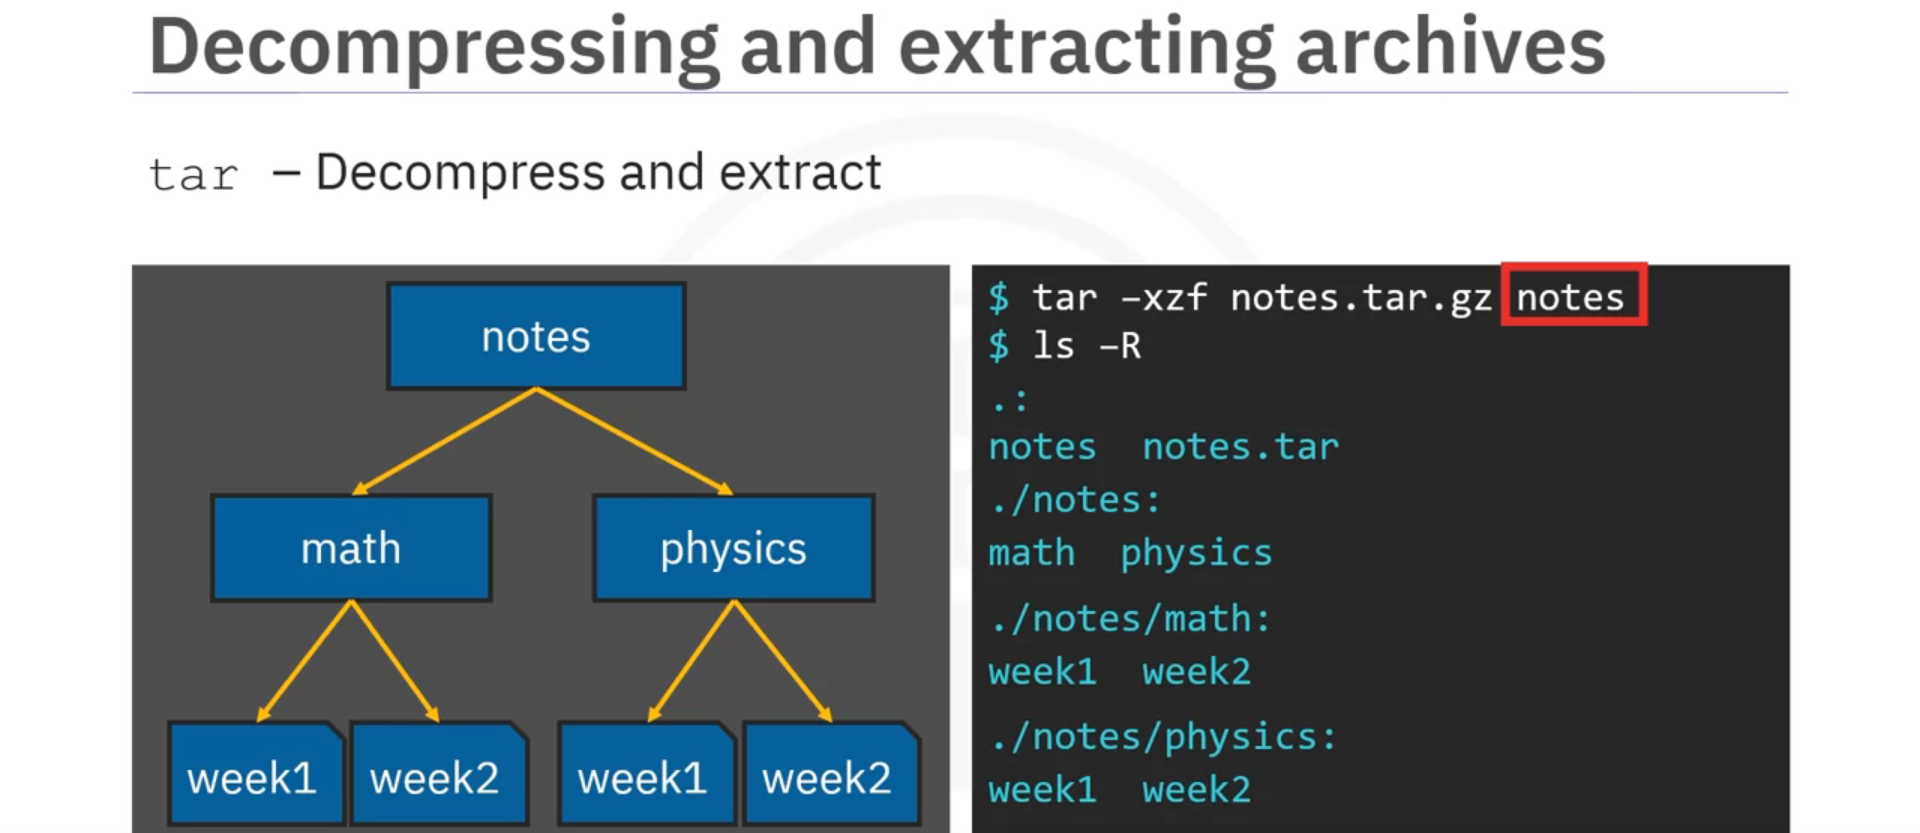 Decompressing and extracting archives
tar – Decompress and extract
notes
math
physics
week1
week2
week1
week2
$ tar –xzf notes.tar.gz notes
$ ls –R
.:
notes notes.tar
./notes:
math physics
./notes/math:
week1 week2
./notes/physics:
week1 week2